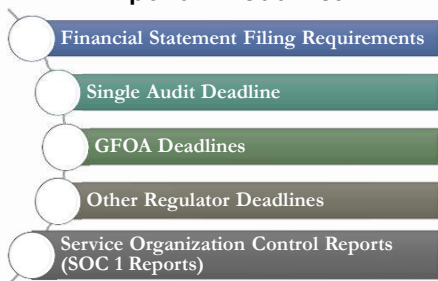 Financial Statement Filing Requirements
Single Audit Deadline
GFOA Deadlines
Other Regulator Deadlines
Service Organization Control Reports
(SOC 1 Reports)